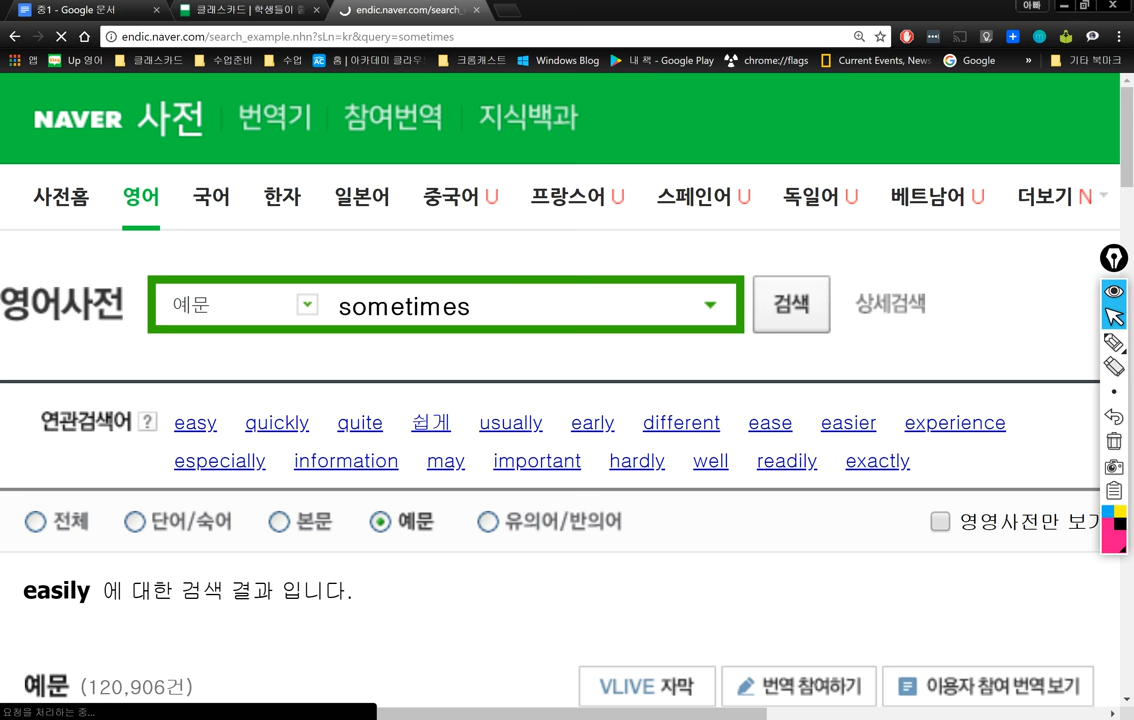 중1 - Google 문서
클래스카드 | 학생들이 좋
endic.naver.com/search_
아빠
endic.naver.com/search_example.nhn?sLn=kr&query=sometimes
앱
Up 영어
클래스카드
수업준비
수업
홈 | 아카데미 클라우
크롬캐스트
Windows Blog
내 책 - Google Play
chrome://flags
Current Events, News
Google
»
기타 북마크
NAVER 사전 번역기 참여번역 지식백과
사전홈 영어 국어 한자 일본어 중국어 U 프랑스어 U 스페인어 U 독일어 U 베트남어 U 더보기 N
영어사전 예문 sometimes 검색 상세검색
연관검색어 ? easy quickly quite 쉽게 usually early different ease easier experience
especially information may important hardly well readily exactly
전체 단어/숙어 본문 예문 유의어/반의어 영영사전만 보기
easily 에 대한 검색 결과 입니다.
예문 (120,906건) VLIVE 자막 번역 참여하기 이용자 참여 번역 보기
요청을 처리하는 중...